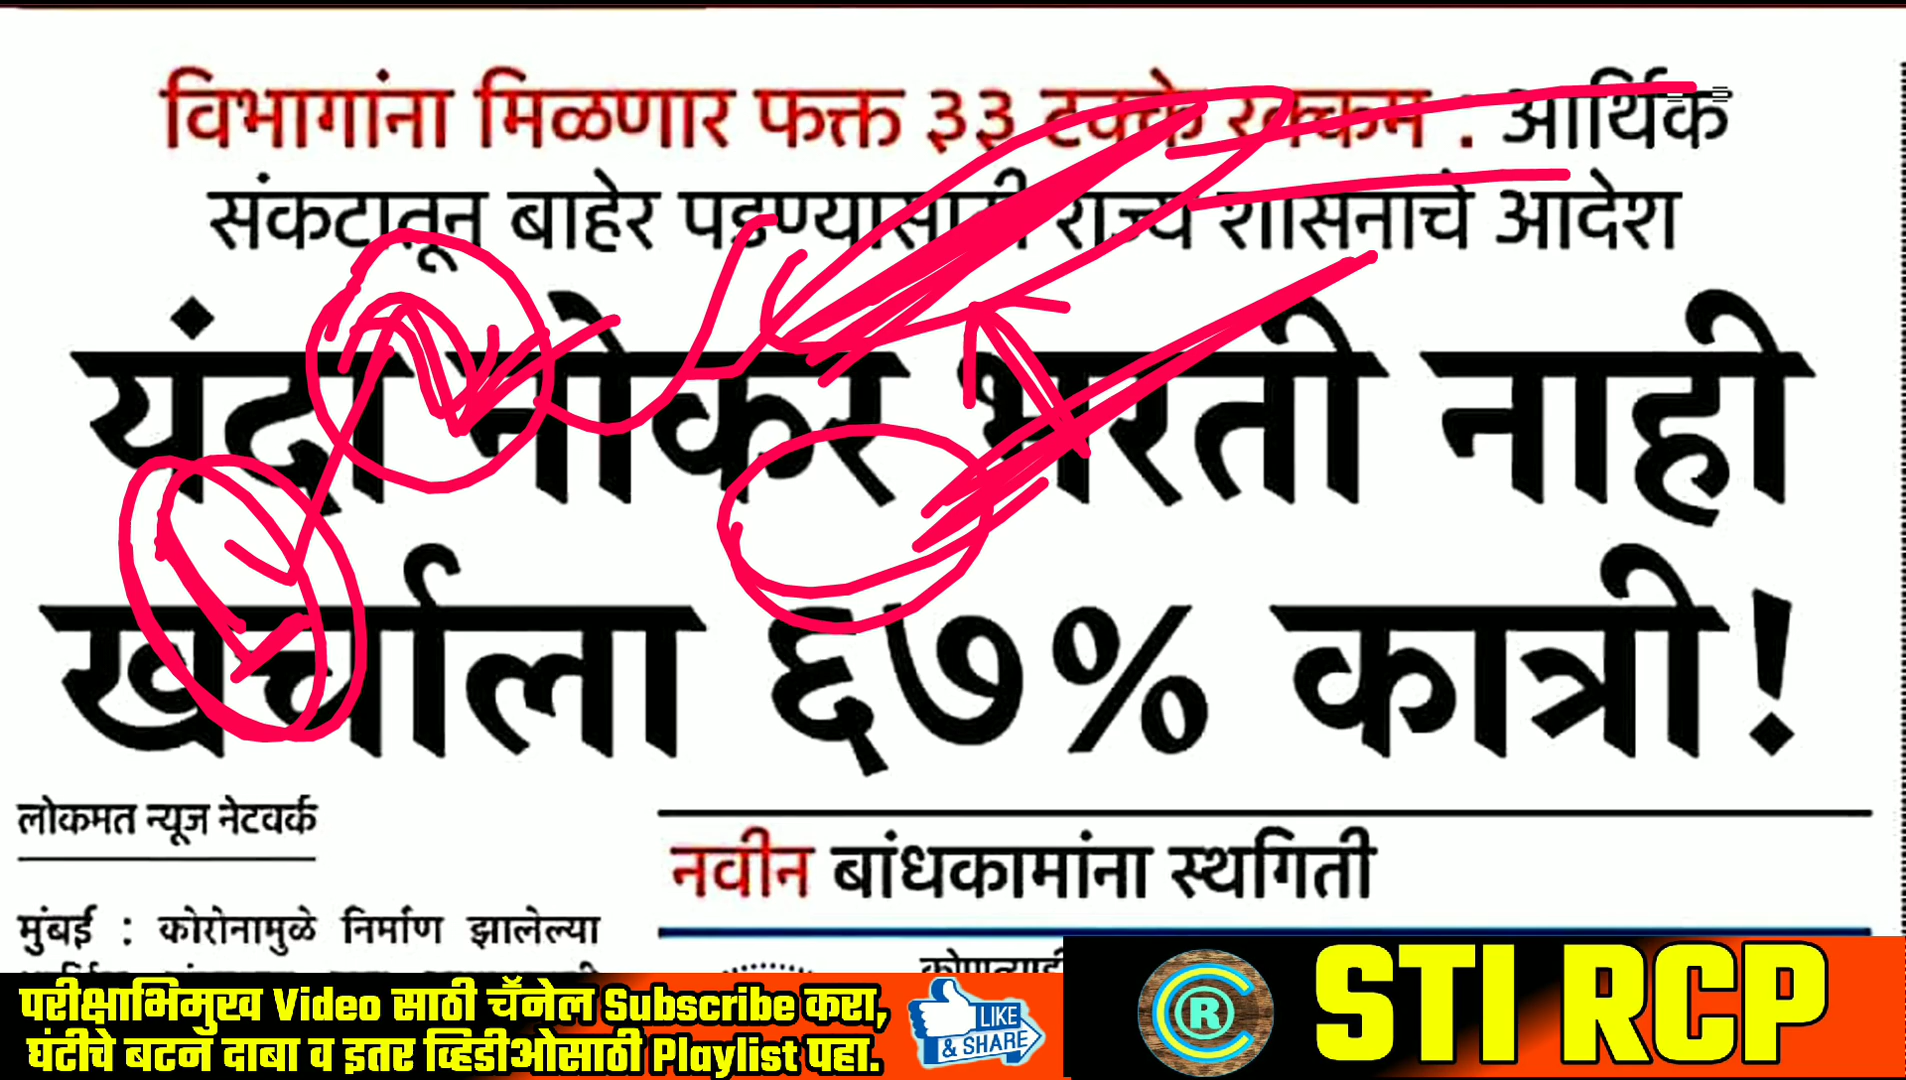 विभागांना मिळणार फक्त ३३ टक्के रक्कम : आर्थिक
संकटातून बाहेर पडण्यासाठी राज्य शासनाचे आदेश
यंदा नोकर भरती नाही
खर्चाला ६७% कात्री!
लोकमत न्यूज नेटवर्क
नवीन बांधकामांना स्थगिती
मुंबई : कोरोनामुळे निर्माण झालेल्या
परीक्षाभिमुख Video साठी चॅनेल Subscribe करा,
घंटीचे बटन दाबा व इतर व्हिडीओसाठी Playlist पहा.
LIKE
& SHARE
R
STI RCP